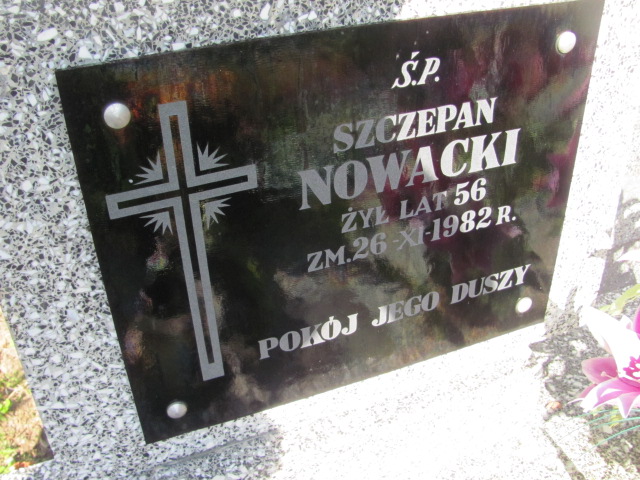 Ś.P.
SZCZEPAN
NOWACKI
ŻYŁ LAT 56
ZM. 26-XI-1982 R.
POKÓJ JEGO DUSZY